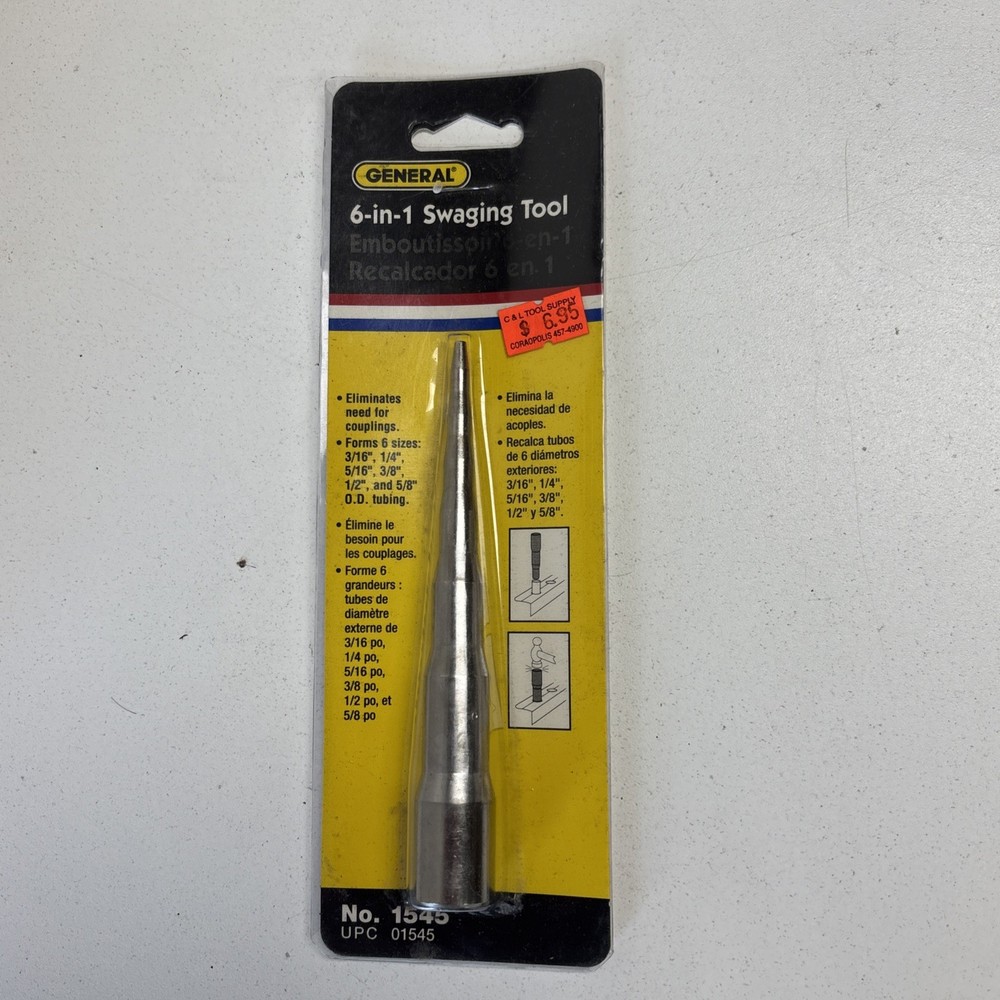 GENERAL®
6-in-1 Swaging Tool
Emboutissoir 6-en-1
Recalcador 6 en 1
C & L TOOL SUPPLY
$ 6.95
CORAOPOLIS 457-4900
• Eliminates
need for
couplings.
• Forms 6 sizes:
3/16", 1/4",
5/16", 3/8",
1/2", and 5/8"
O.D. tubing.
• Élimine le
besoin pour
les couplages.
• Forme 6
grandeurs :
tubes de
diamètre
externe de
3/16 po,
1/4 po,
5/16 po,
3/8 po,
1/2 po, et
5/8 po
• Elimina la
necesidad de
acoples.
• Recalca tubos
de 6 diámetros
exteriores:
3/16", 1/4",
5/16", 3/8",
1/2" y 5/8".
No. 1545
UPC 01545